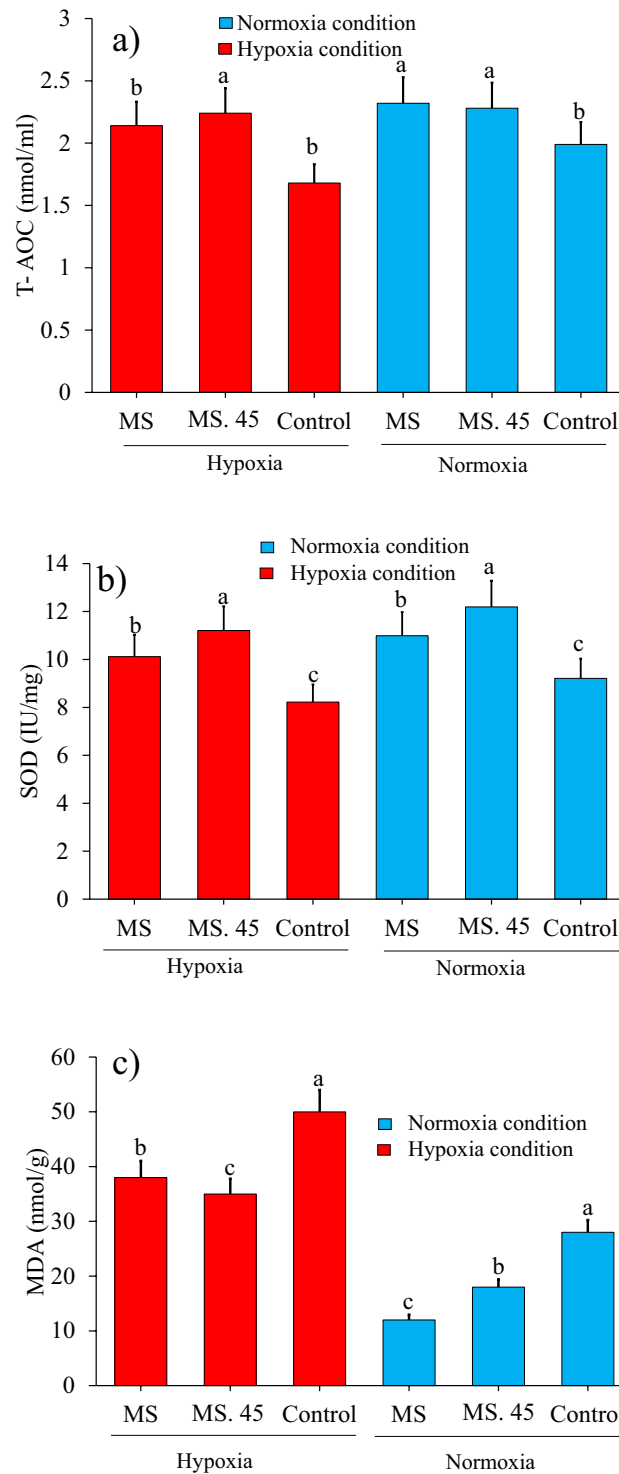 a)
Normoxia condition
Hypoxia condition
T- AOC (nmol/ml)
3
2.5
2
1.5
1
0.5
0
b
a
b
a
a
b
MS
MS. 45
Control
MS
MS. 45
Control
Hypoxia
Normoxia
b)
Normoxia condition
Hypoxia condition
SOD (IU/mg)
14
12
10
8
6
4
2
0
b
a
c
b
a
c
MS
MS. 45
Control
MS
MS. 45
Control
Hypoxia
Normoxia
c)
Normoxia condition
Hypoxia condition
MDA (nmol/g)
60
50
40
30
20
10
0
b
c
a
c
b
a
MS
MS. 45
Control
MS
MS. 45
Control
Hypoxia
Normoxia